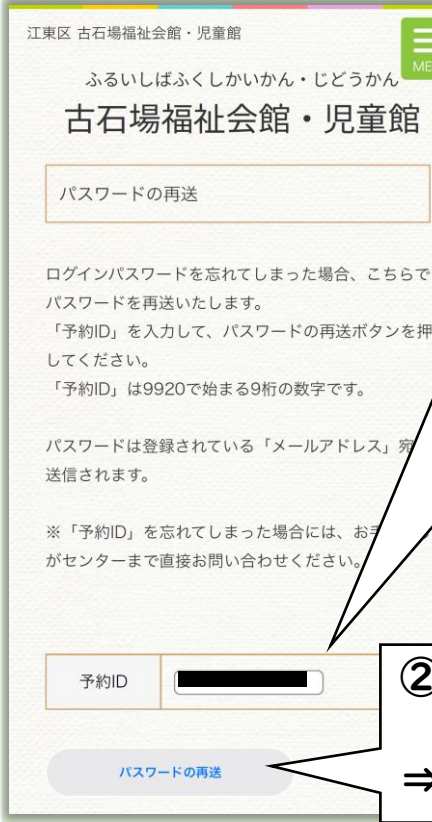 江東区 古石場福祉会館・児童館
ME
ふるいしばふくしかいかん・じどうかん
古石場福祉会館・児童館
パスワードの再送
ログインパスワードを忘れてしまった場合、こちらで
パスワードを再送いたします。
「予約ID」を入力して、パスワードの再送ボタンを押
してください。
「予約ID」は9920で始まる9桁の数字です。
パスワードは登録されている「メールアドレス」宛
送信されます。
※「予約ID」を忘れてしまった場合には、お手
がセンターまで直接お問い合わせください。
予約ID
②
パスワードの再送
⇒